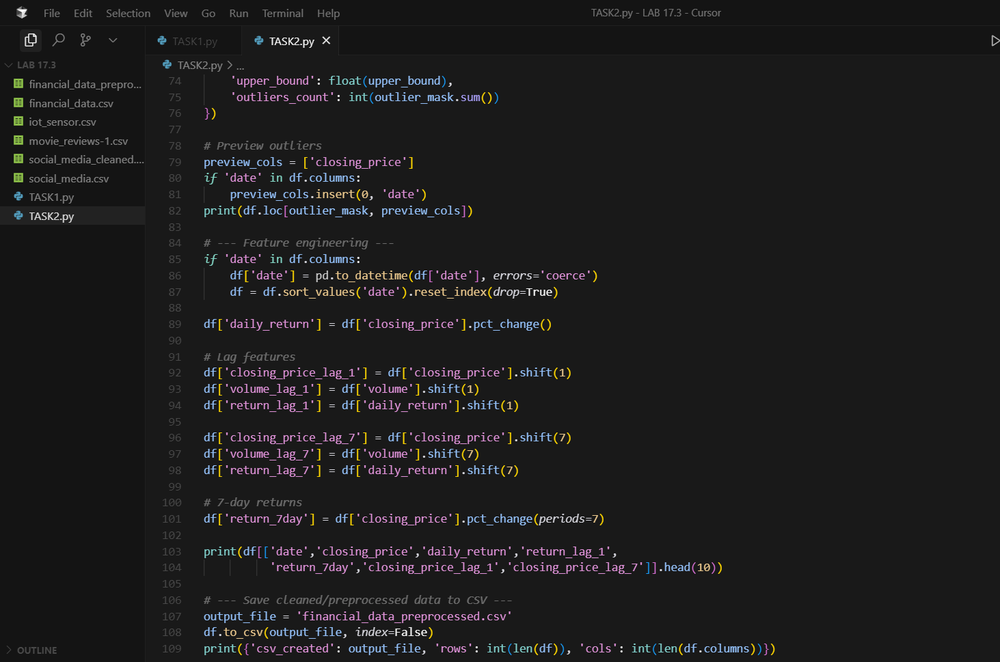 File Edit Selection View Go Run Terminal Help
TASK2.py - LAB 17.3 - Cursor
TASK1.py
TASK2.py
LAB 17.3
financial_data_prepro...
financial_data.csv
iot_sensor.csv
movie_reviews-1.csv
social_media_cleaned....
social_media.csv
TASK1.py
TASK2.py
OUTLINE
TASK2.py > ...
74 'upper_bound': float(upper_bound),
75 'outliers_count': int(outlier_mask.sum())
76 })
77
78 # Preview outliers
79 preview_cols = ['closing_price']
80 if 'date' in df.columns:
81 preview_cols.insert(0, 'date')
82 print(df.loc[outlier_mask, preview_cols])
83
84 # --- Feature engineering ---
85 if 'date' in df.columns:
86 df['date'] = pd.to_datetime(df['date'], errors='coerce')
87 df = df.sort_values('date').reset_index(drop=True)
88
89 df['daily_return'] = df['closing_price'].pct_change()
90
91 # Lag features
92 df['closing_price_lag_1'] = df['closing_price'].shift(1)
93 df['volume_lag_1'] = df['volume'].shift(1)
94 df['return_lag_1'] = df['daily_return'].shift(1)
95
96 df['closing_price_lag_7'] = df['closing_price'].shift(7)
97 df['volume_lag_7'] = df['volume'].shift(7)
98 df['return_lag_7'] = df['daily_return'].shift(7)
99
100 # 7-day returns
101 df['return_7day'] = df['closing_price'].pct_change(periods=7)
102
103 print(df[['date','closing_price','daily_return','return_lag_1',
104 'return_7day','closing_price_lag_1','closing_price_lag_7']].head(10))
105
106 # --- Save cleaned/preprocessed data to CSV ---
107 output_file = 'financial_data_preprocessed.csv'
108 df.to_csv(output_file, index=False)
109 print({'csv_created': output_file, 'rows': int(len(df)), 'cols': int(len(df.columns))})